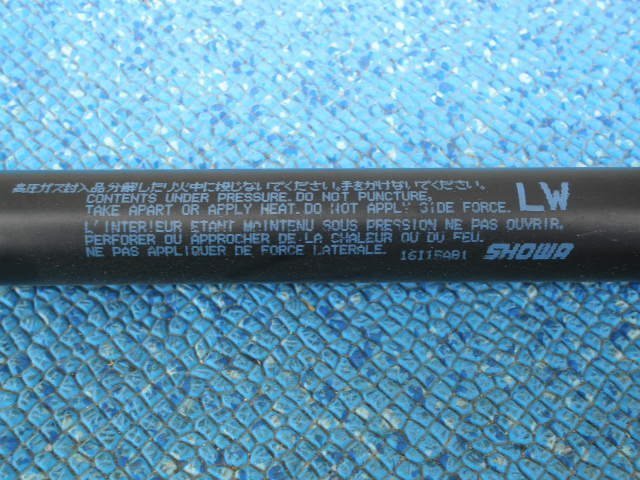 高圧ガス封入品分解したり火中に投じないでください。手をかけないでください。
CONTENTS UNDER PRESSURE. DO NOT PUNCTURE,
TAKE APART OR APPLY HEAT. DO NOT APPLY SIDE FORCE.
LW
L'INTERIEUR ETANT MAINTENU SOUS PRESSION NE PAS OUVRIR.
PERFORER OU APPROCHER DE LA CHALEUR OU DU FEU.
NE PAS APPLIQUER DE FORCE LATERALE.
16115AB1 SHOWA